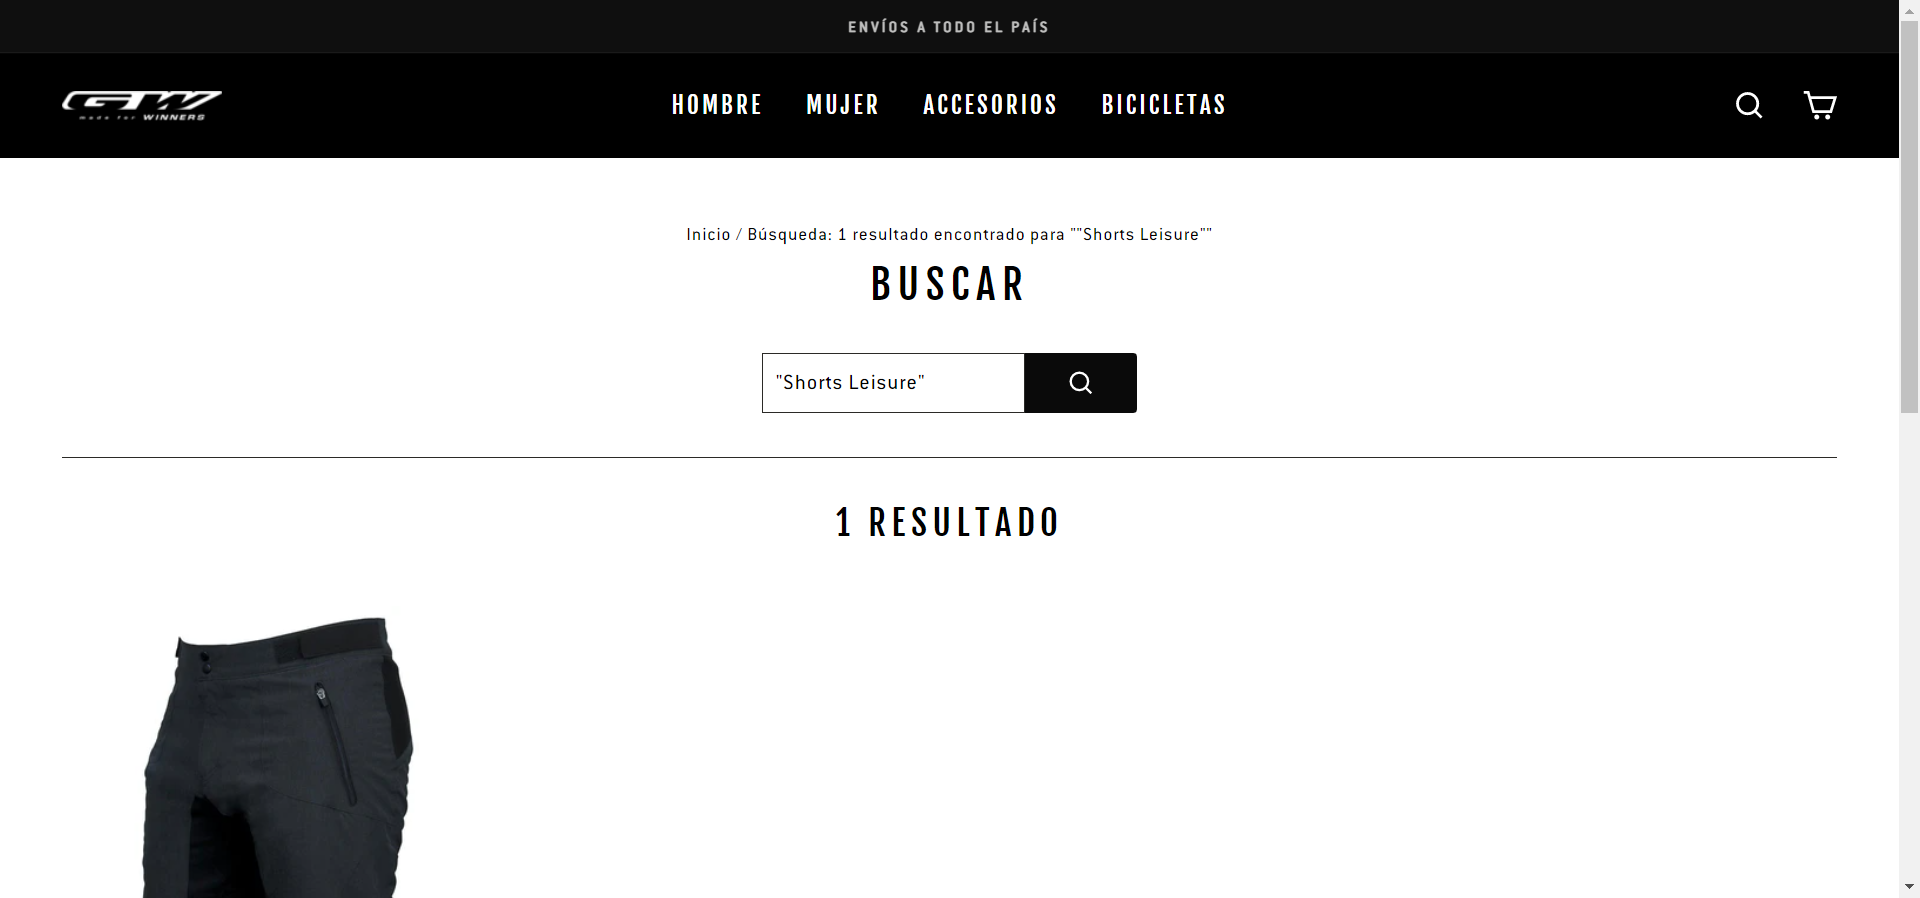 ENVÍOS A TODO EL PAÍS
GW
made for WINNERS
HOMBRE MUJER ACCESORIOS BICICLETAS
Inicio / Búsqueda: 1 resultado encontrado para ""Shorts Leisure""
BUSCAR
"Shorts Leisure"
1 RESULTADO